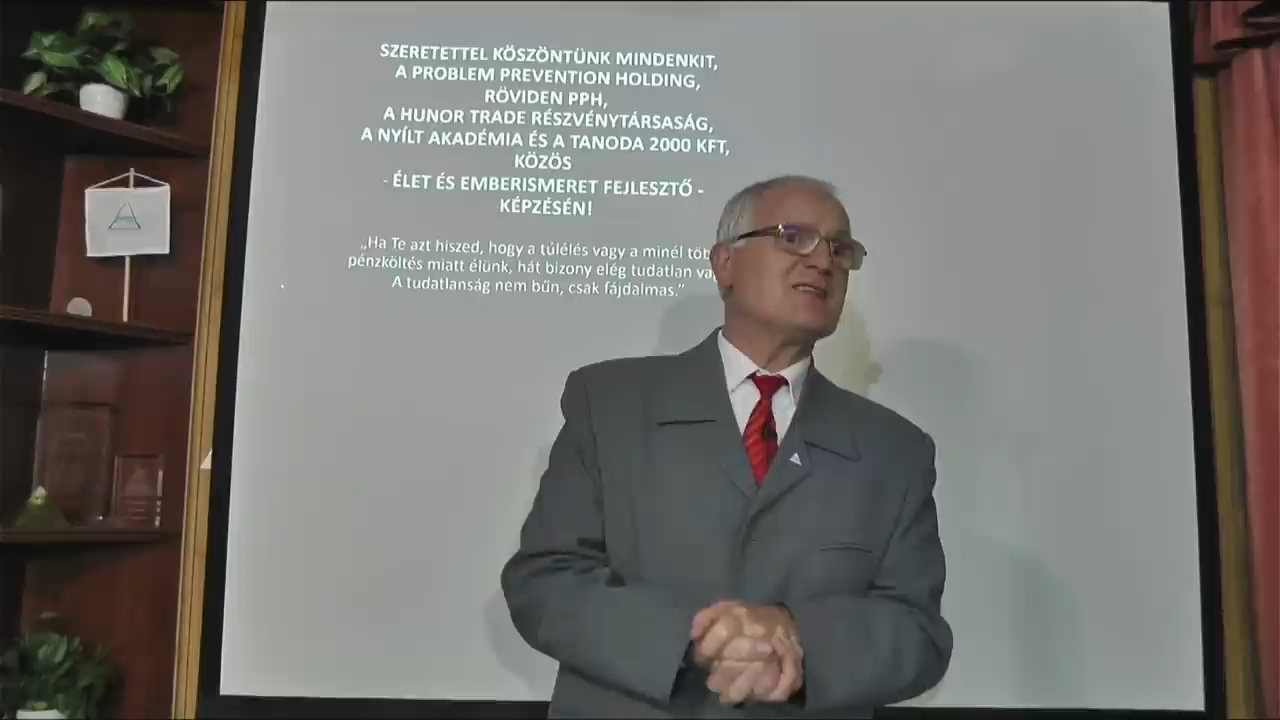 SZERETETTEL KÖSZÖNTÜNK MINDENKIT,
A PROBLEM PREVENTION HOLDING,
RÖVIDEN PPH,
A HUNOR TRADE RÉSZVÉNYTÁRSASÁG,
A NYÍLT AKADÉMIA ÉS A TANODA 2000 KFT,
KÖZÖS
- ÉLET ÉS EMBERISMERET FEJLESZTŐ -
KÉPZÉSÉN!
„Ha Te azt hiszed, hogy a túlélés vagy a minél
pénzköltés miatt élünk, hát bizony elég tudatlan
A tudatlanság nem bűn, csak fájdalmas.”